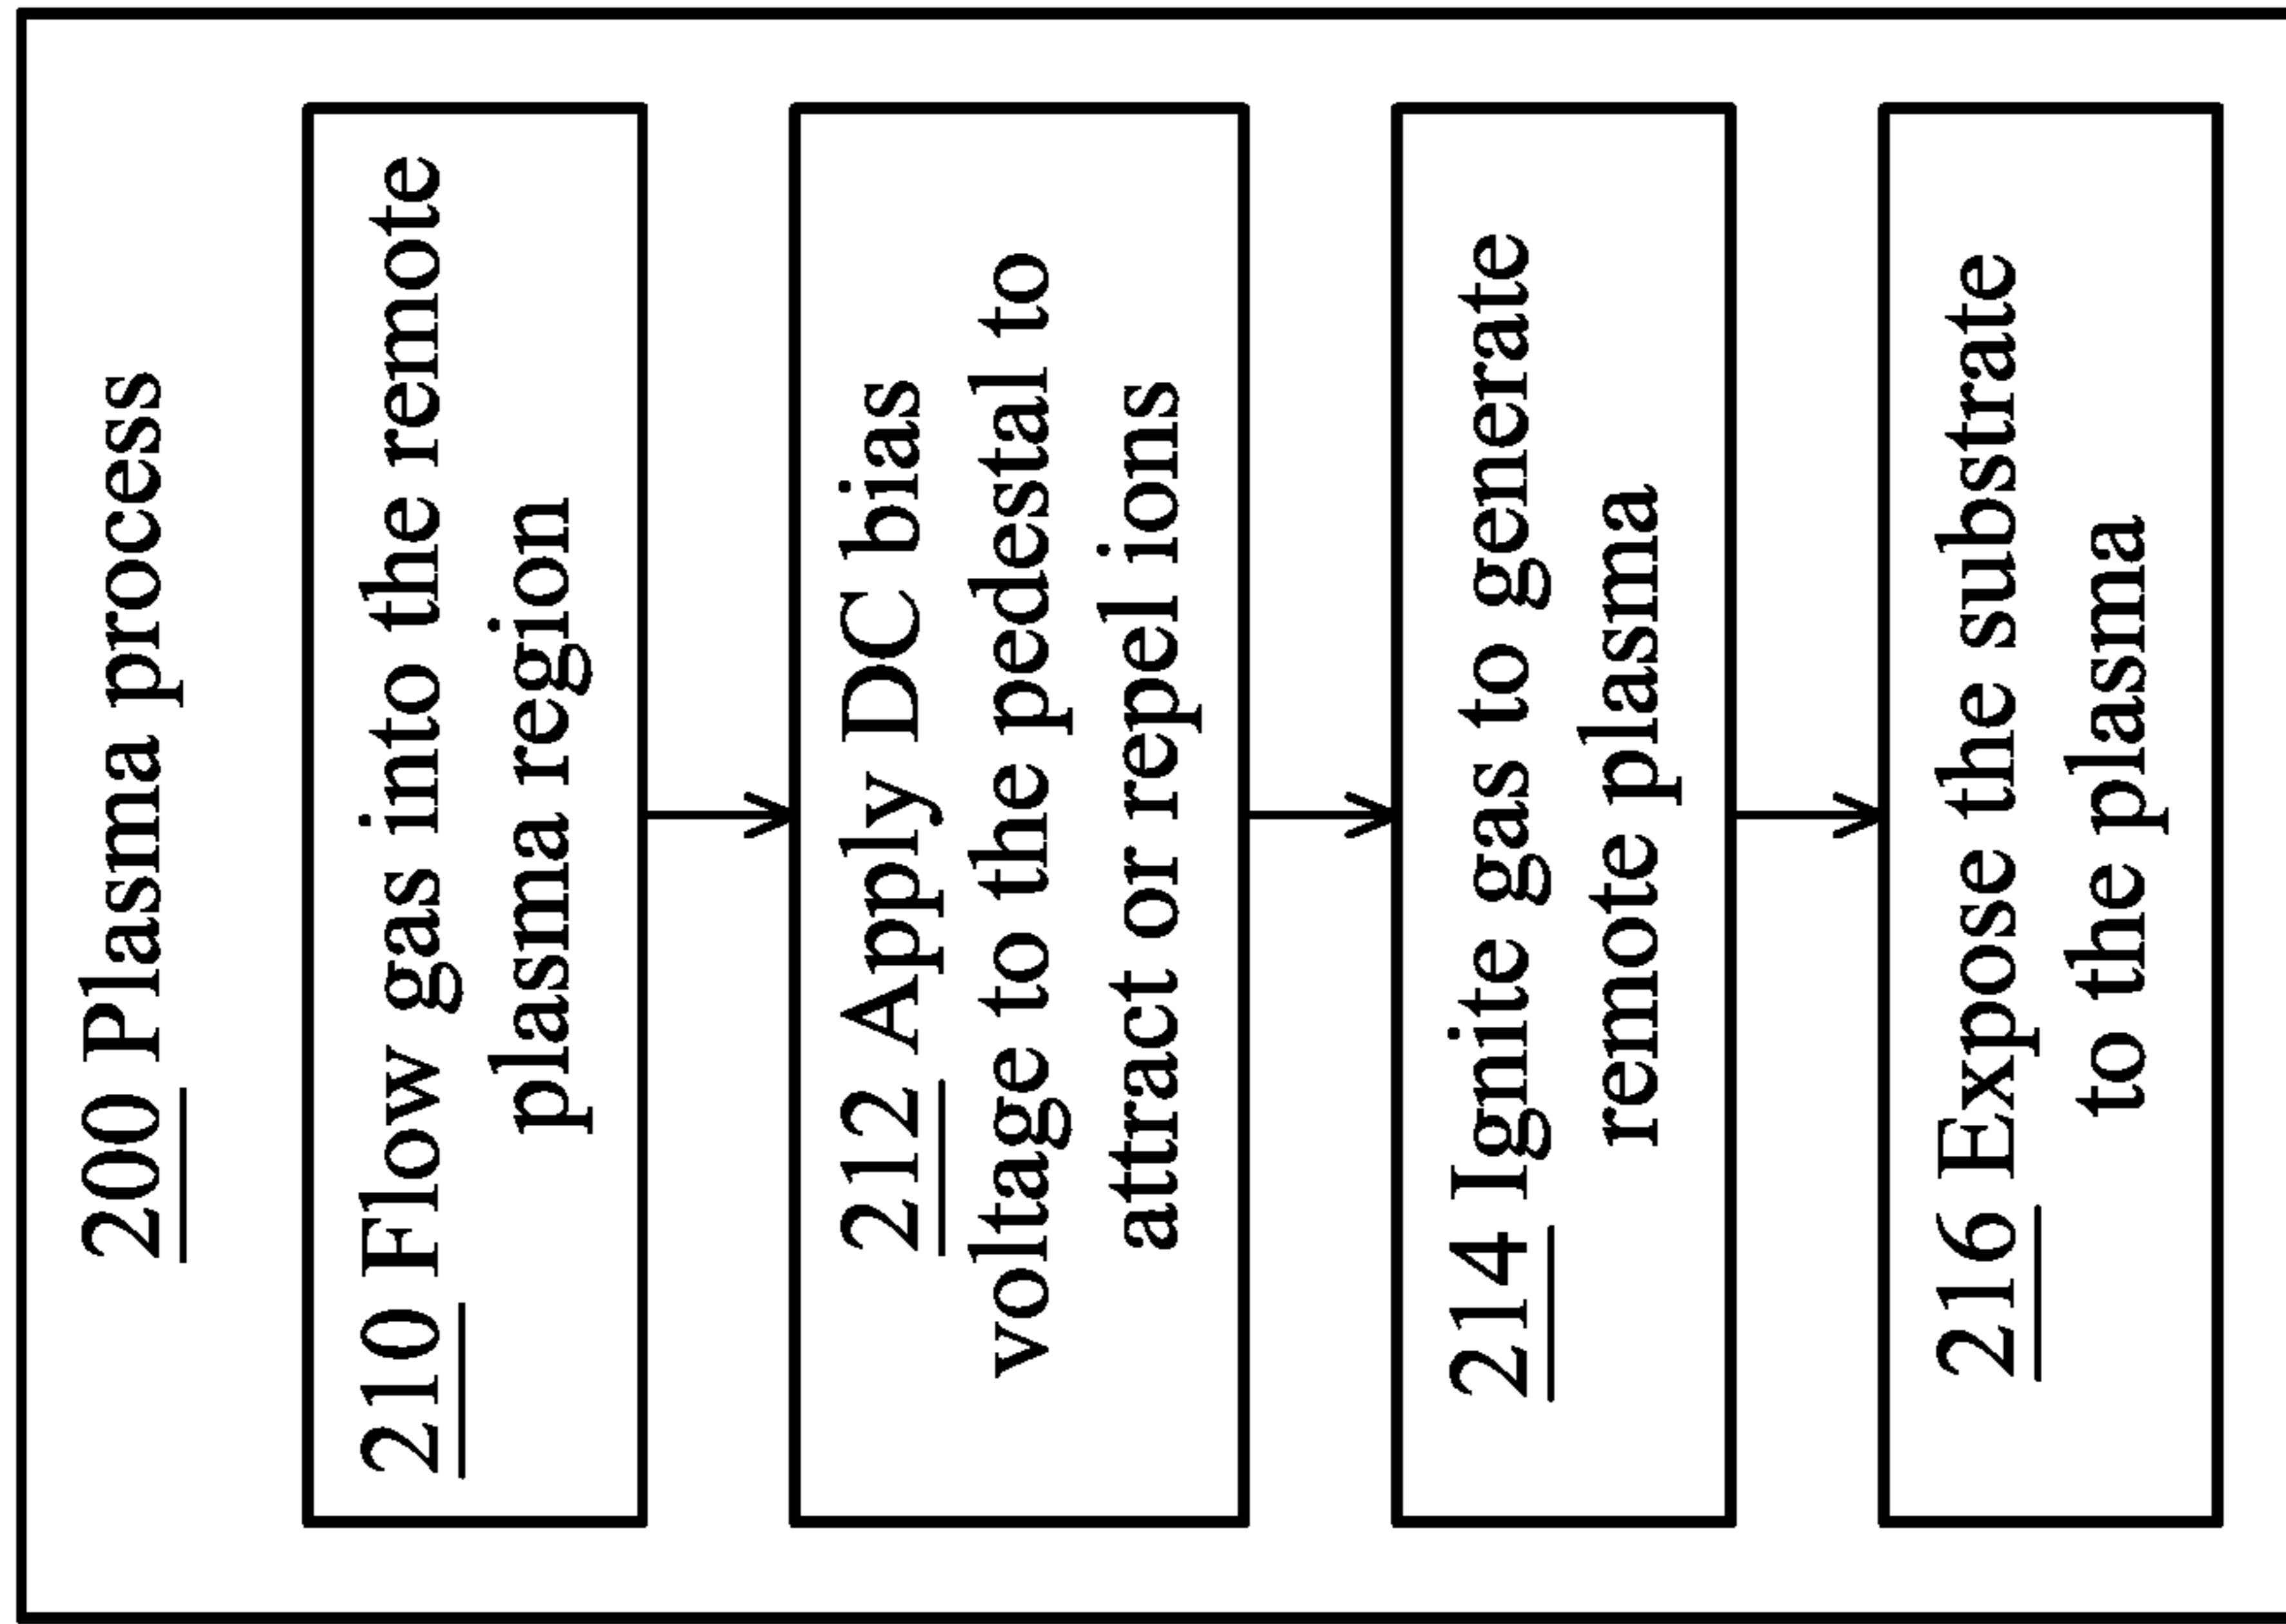 200 Plasma process
210 Flow gas into the remote
plasma region
212 Apply DC bias
voltage to the pedestal to
attract or repel ions
214 Ignite gas to generate
remote plasma
216 Expose the substrate
to the plasma